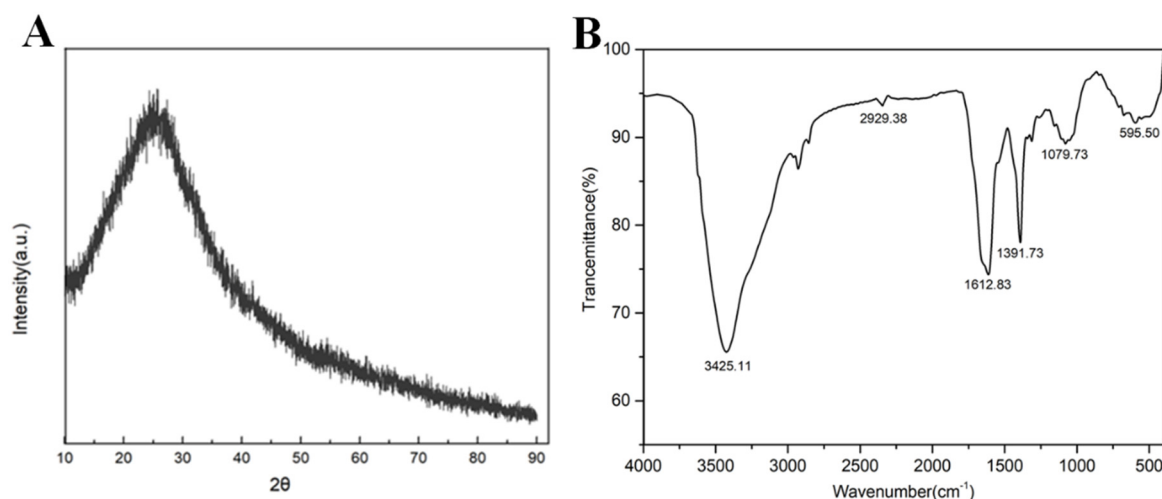 A
Intensity(a.u.)
10 20 30 40 50 60 70 80 90
2θ
B
100
90
80
70
60
Trancemittance(%)
2929.38
1079.73
595.50
1391.73
1612.83
3425.11
4000 3500 3000 2500 2000 1500 1000 500
Wavenumber(cm⁻¹)